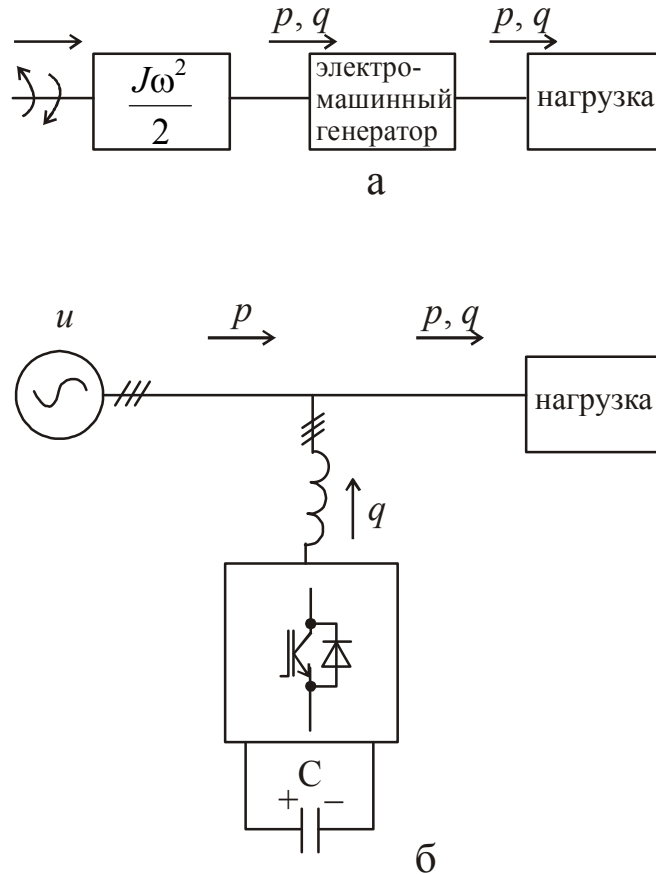 p, q
p, q
Jω²
2
электро-
машинный
генератор
нагрузка
а
u
p
p, q
нагрузка
q
C
+ −
б